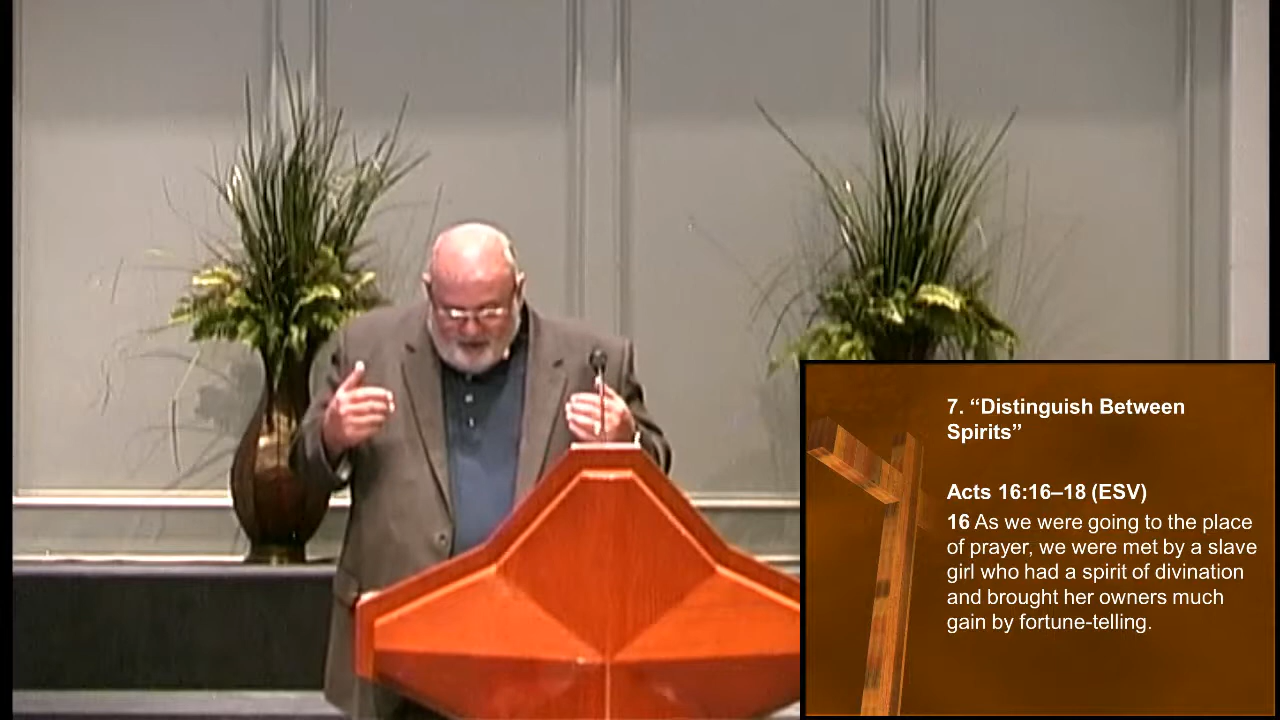 7. “Distinguish Between
Spirits”
Acts 16:16–18 (ESV)
16 As we were going to the place
of prayer, we were met by a slave
girl who had a spirit of divination
and brought her owners much
gain by fortune-telling.